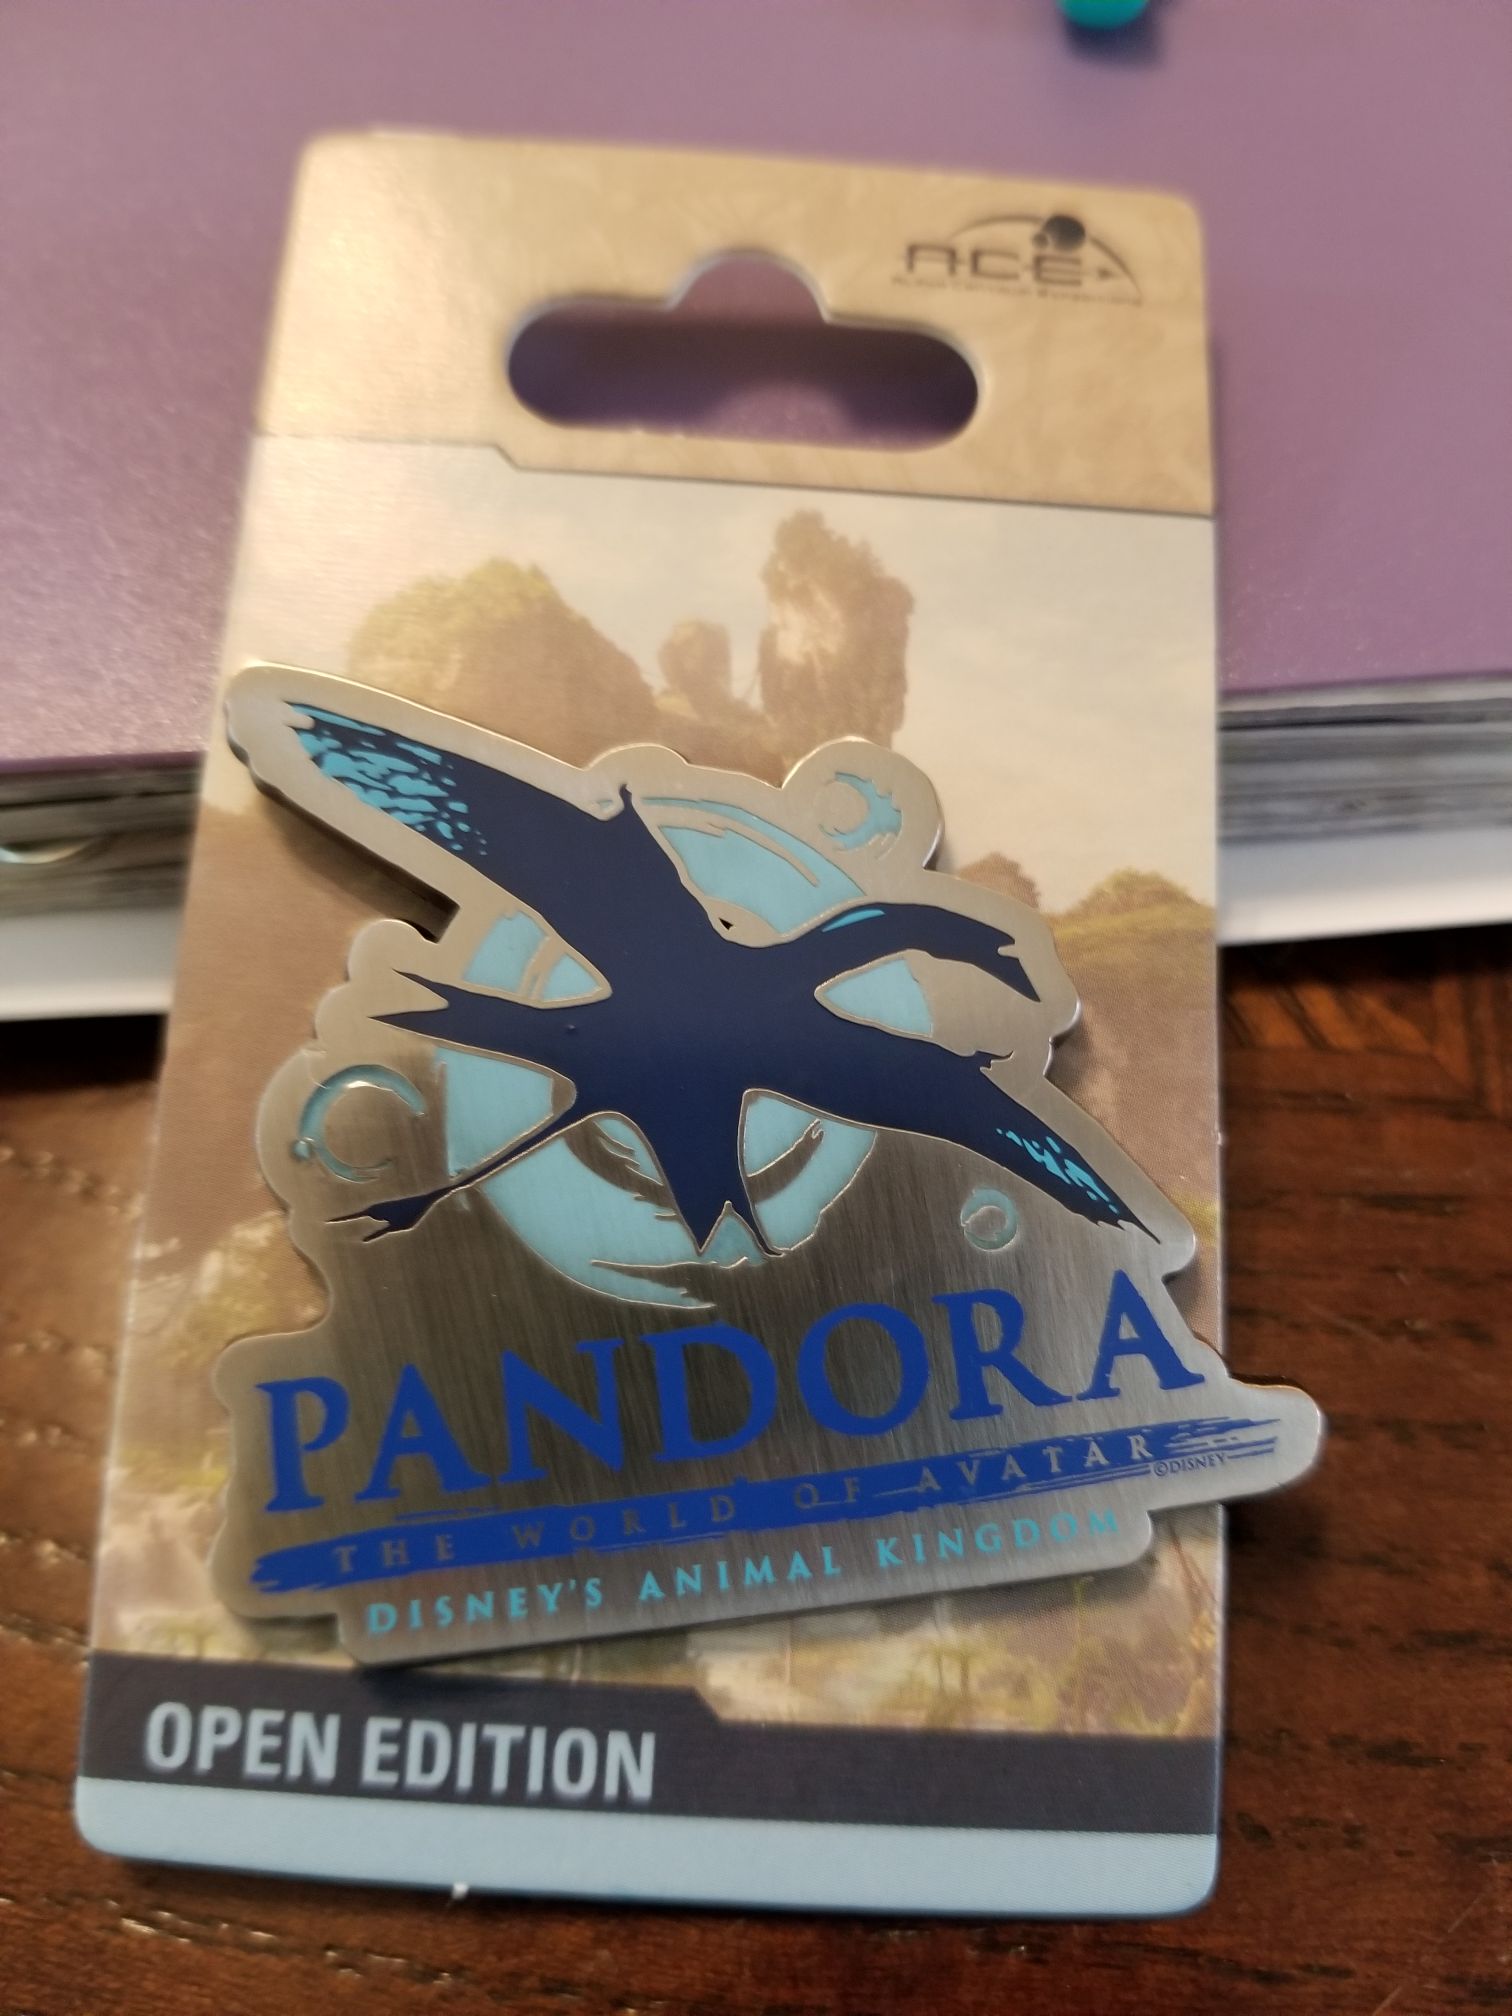 ACE
PANDORA
THE WORLD OF AVATAR
©DISNEY
DISNEY'S ANIMAL KINGDOM
OPEN EDITION